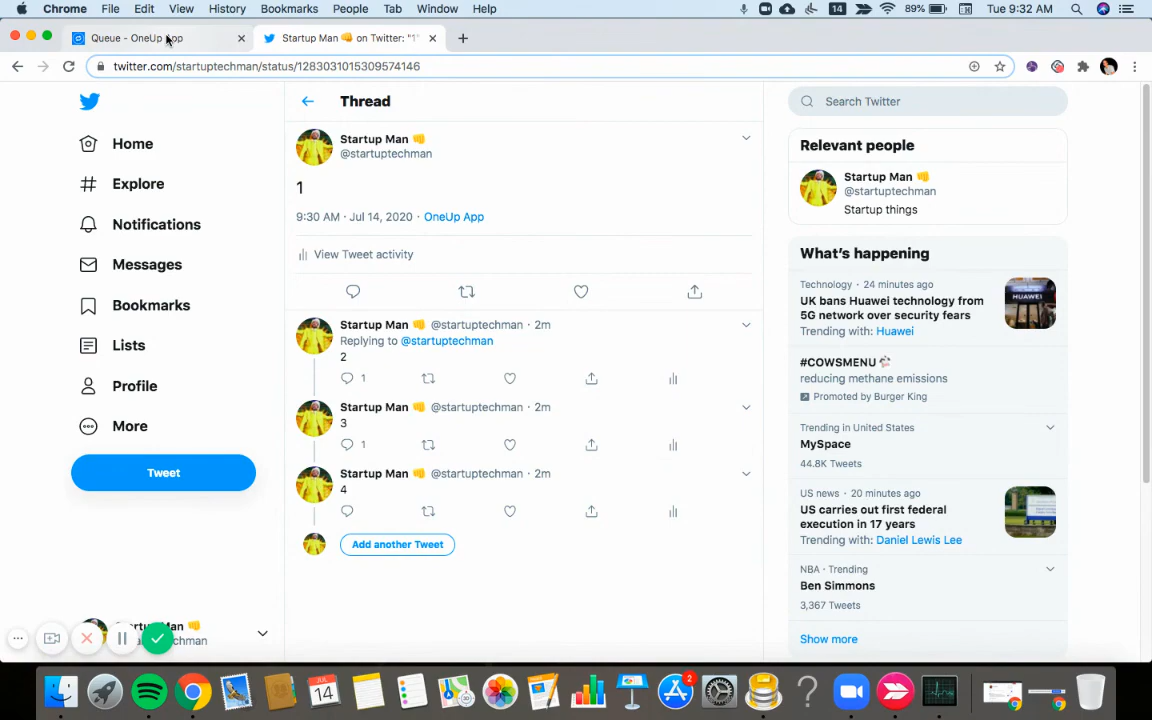 Chrome File Edit View History Bookmarks People Tab Window Help 14 89% Tue 9:32 AM
Queue - OneUp App
Startup Man 👊 on Twitter: "1"
twitter.com/startuptechman/status/1283031015309574146
Thread
Search Twitter
Home
Explore
Notifications
Messages
Bookmarks
Lists
Profile
More
Tweet
Startup Man 👊
@startuptechman
1
9:30 AM · Jul 14, 2020 · OneUp App
View Tweet activity
Startup Man 👊 @startuptechman · 2m
Replying to @startuptechman
2
1
Startup Man 👊 @startuptechman · 2m
3
1
Startup Man 👊 @startuptechman · 2m
4
Add another Tweet
Relevant people
Startup Man 👊
@startuptechman
Startup things
What's happening
Technology · 24 minutes ago
UK bans Huawei technology from
5G network over security fears
Trending with: Huawei
HUAWEI
#COWSMENU
reducing methane emissions
Promoted by Burger King
Trending in United States
MySpace
44.8K Tweets
US news · 20 minutes ago
US carries out first federal
execution in 17 years
Trending with: Daniel Lewis Lee
NBA · Trending
Ben Simmons
3,367 Tweets
Show more
14
2